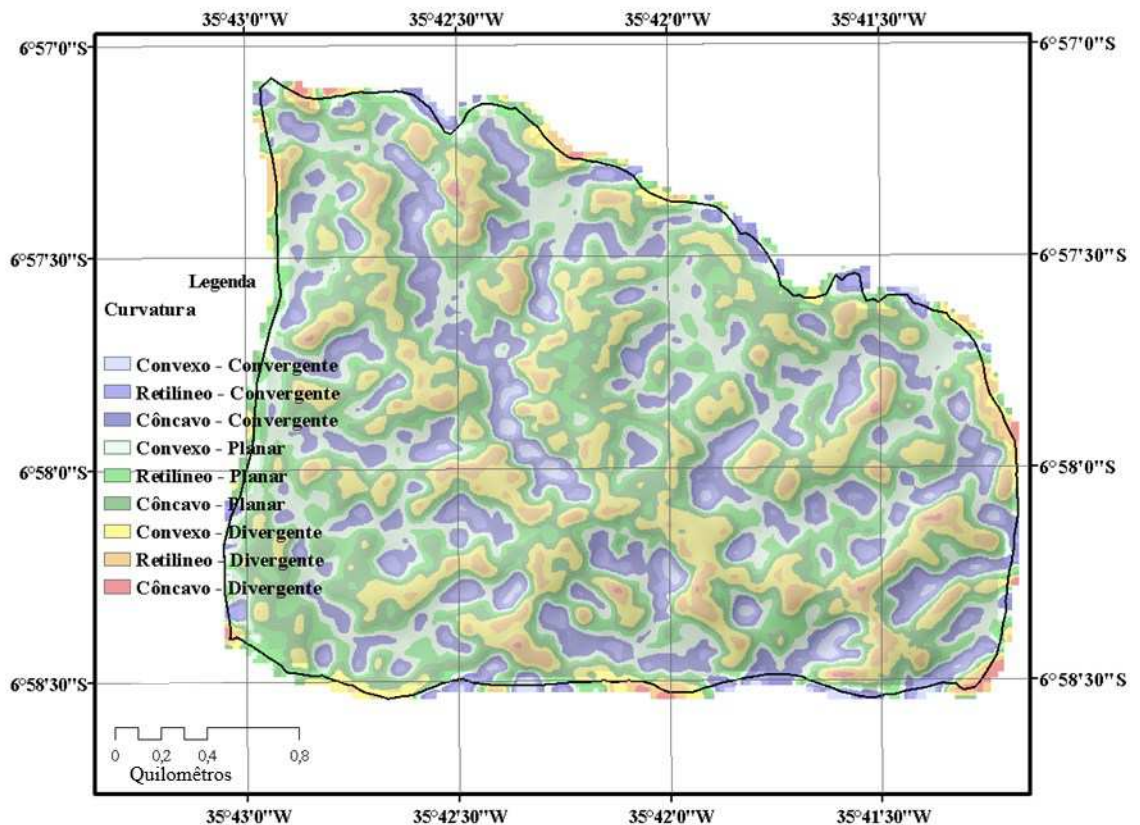 35°43'0"W 35°42'30"W 35°42'0"W 35°41'30"W
6°57'0"S 6°57'0"S
6°57'30"S 6°57'30"S
Legenda
Curvatura
Convexo - Convergente
Retilineo - Convergente
Côncavo - Convergente
Convexo - Planar
6°58'0"S 6°58'0"S
Retilineo - Planar
Côncavo - Planar
Convexo - Divergente
Retilineo - Divergente
Côncavo - Divergente
6°58'30"S 6°58'30"S
0 0,2 0,4 0,8
Quilomêtros
35°43'0"W 35°42'30"W 35°42'0"W 35°41'30"W